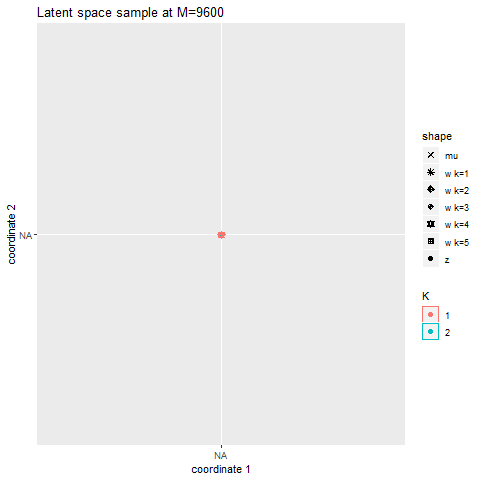 Latent space sample at M=9600
coordinate 2
NA
NA
coordinate 1
shape
mu
w k=1
w k=2
w k=3
w k=4
w k=5
z
K
1
2